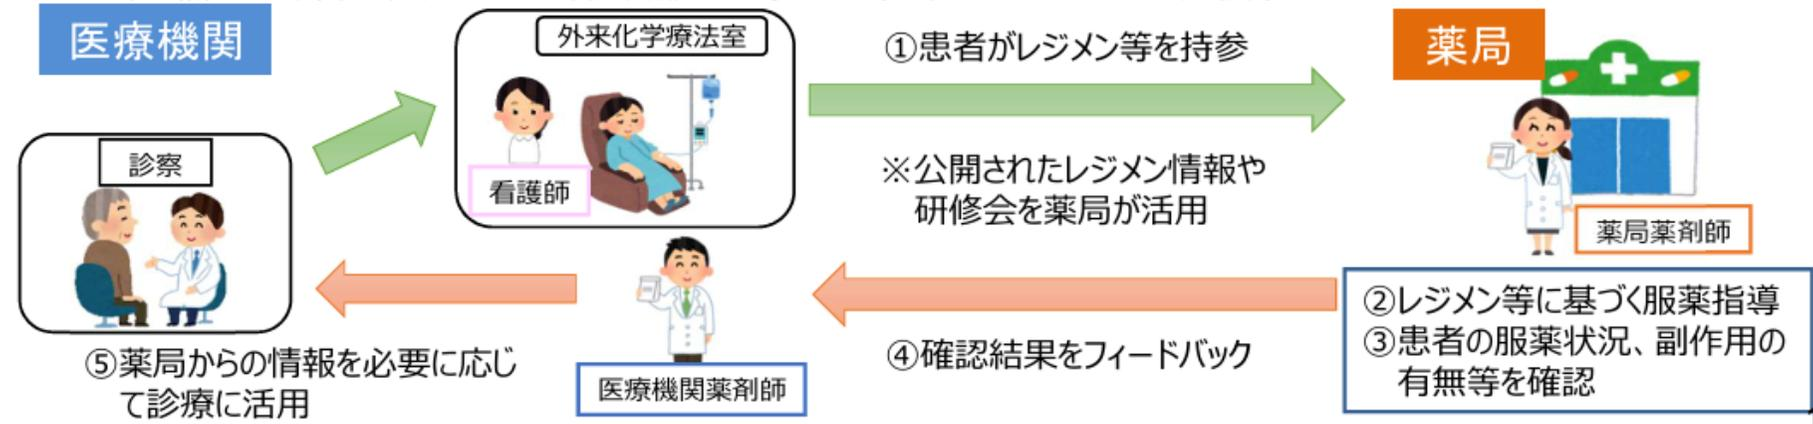 医療機関
外来化学療法室
看護師
診察
①患者がレジメン等を持参
※公開されたレジメン情報や
研修会を薬局が活用
薬局
薬局薬剤師
②レジメン等に基づく服薬指導
③患者の服薬状況、副作用の
有無等を確認
④確認結果をフィードバック
医療機関薬剤師
⑤薬局からの情報を必要に応じ
て診療に活用